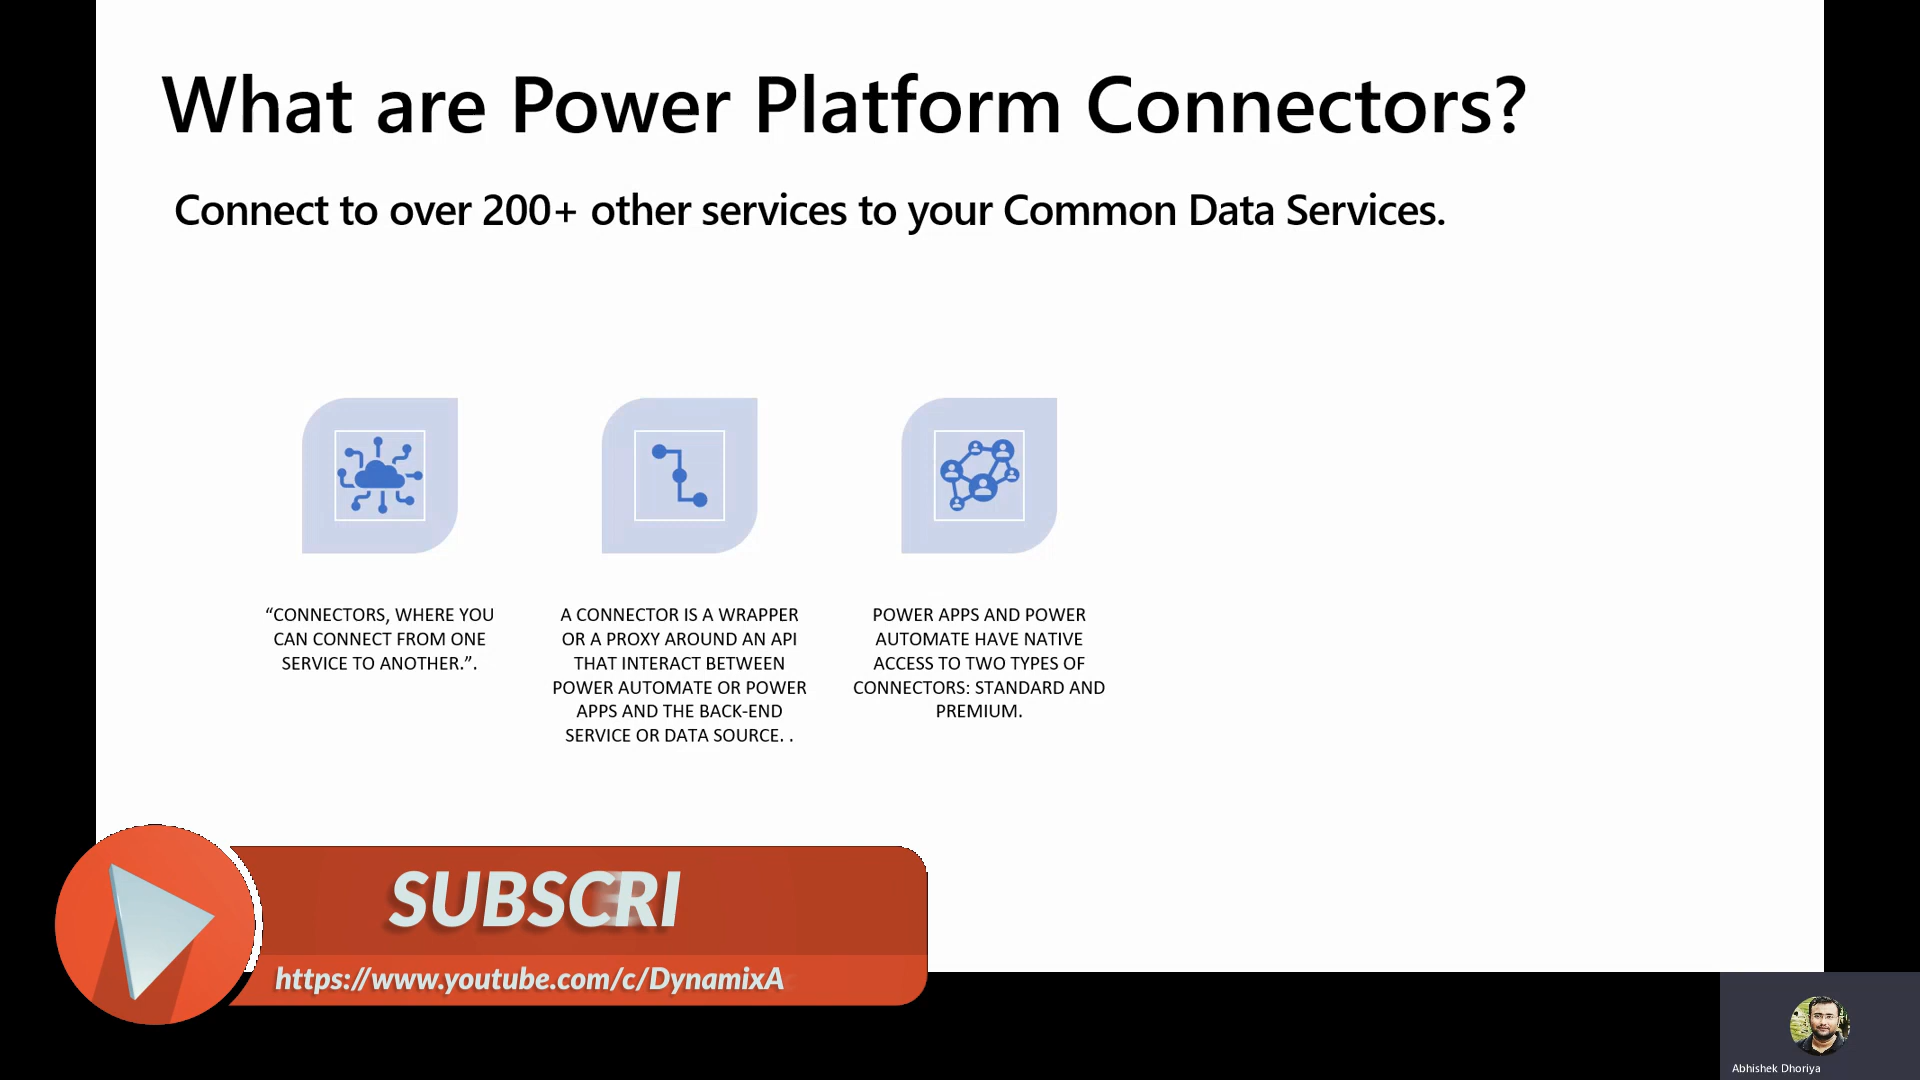 What are Power Platform Connectors?
Connect to over 200+ other services to your Common Data Services.
“CONNECTORS, WHERE YOU
CAN CONNECT FROM ONE
SERVICE TO ANOTHER.”.
A CONNECTOR IS A WRAPPER
OR A PROXY AROUND AN API
THAT INTERACT BETWEEN
POWER AUTOMATE OR POWER
APPS AND THE BACK-END
SERVICE OR DATA SOURCE. .
POWER APPS AND POWER
AUTOMATE HAVE NATIVE
ACCESS TO TWO TYPES OF
CONNECTORS: STANDARD AND
PREMIUM.
SUBSCRI
https://www.youtube.com/c/DynamixA
Abhishek Dhoriya